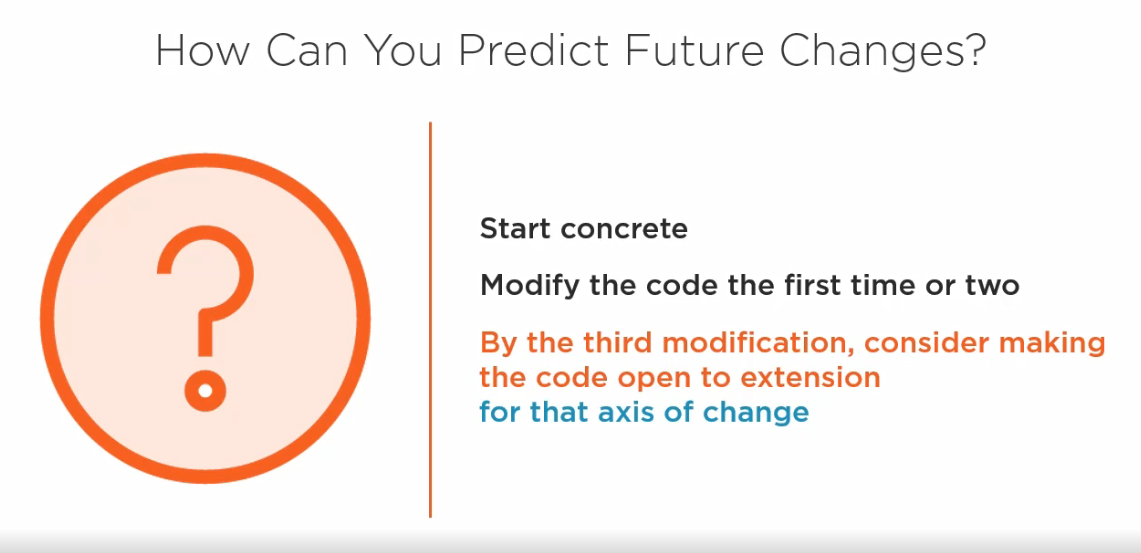 How Can You Predict Future Changes?
Start concrete
Modify the code the first time or two
By the third modification, consider making
the code open to extension
for that axis of change